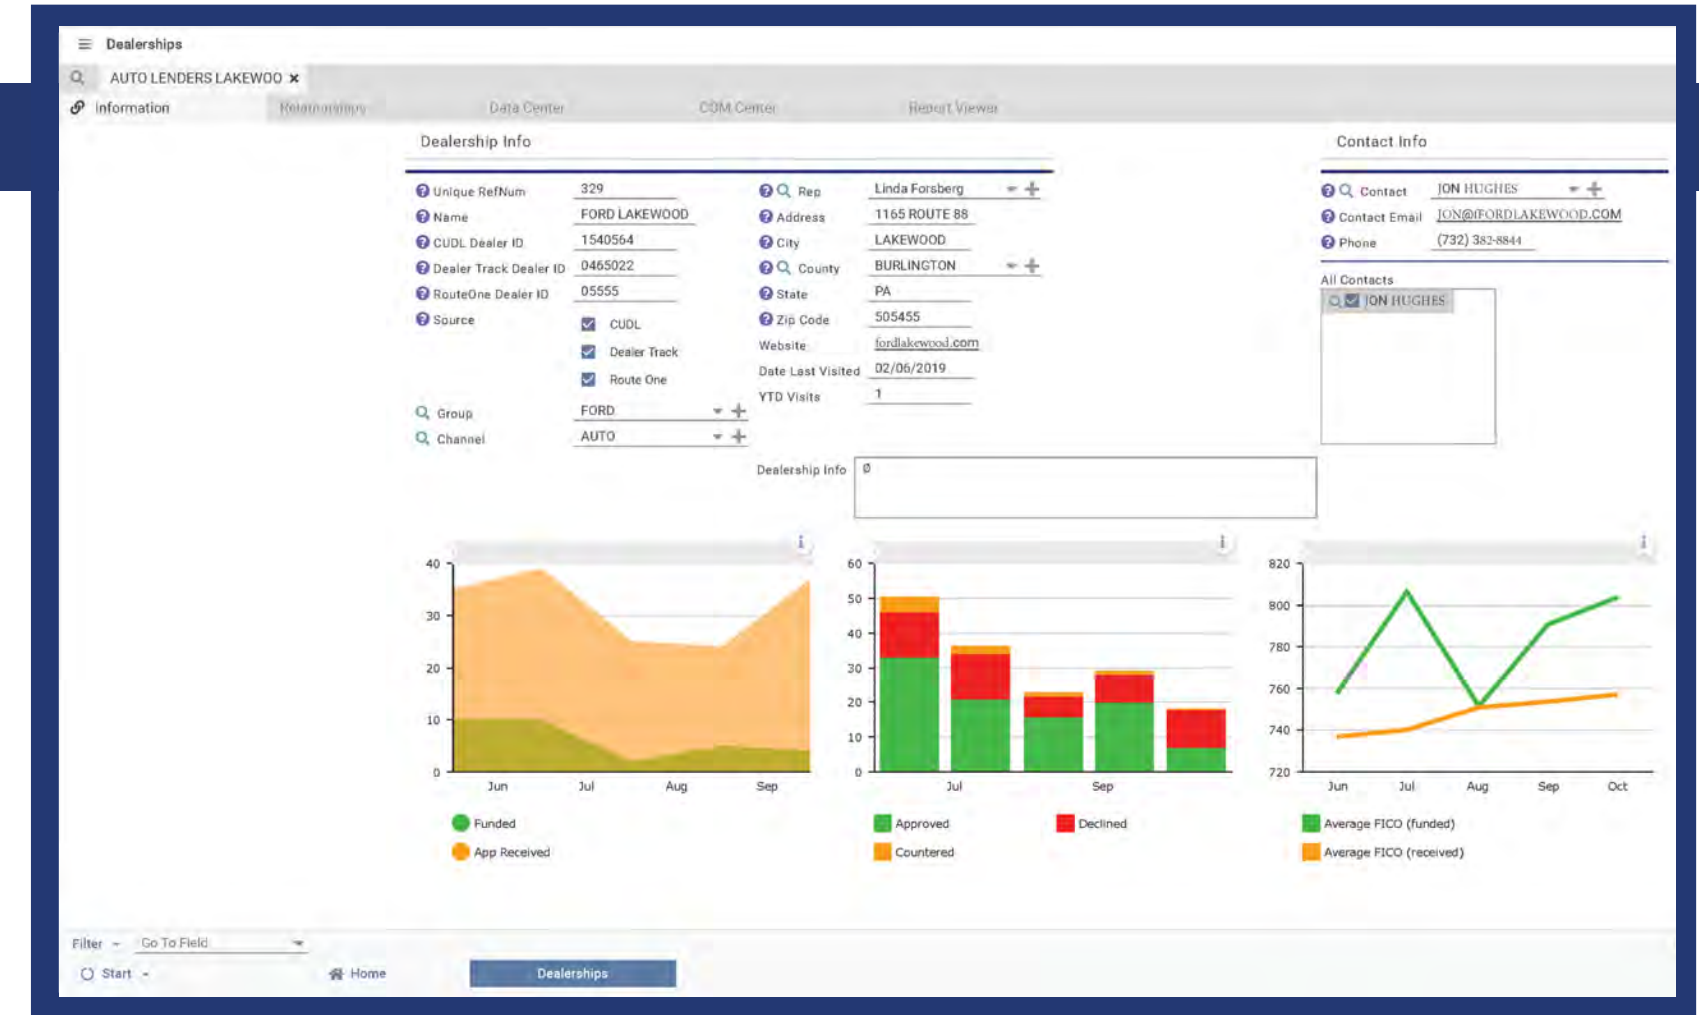 Dealerships
AUTO LENDERS LAKEWOO ×
Information Relationships Data Center COM Center Report Viewer
Dealership Info
Contact Info
Unique RefNum 329
Name FORD LAKEWOOD
CUDL Dealer ID 1540564
Dealer Track Dealer ID 0465022
RouteOne Dealer ID 05555
Source
CUDL
Dealer Track
Route One
Group FORD
Channel AUTO
Rep Linda Forsberg
Address 1165 ROUTE 88
City LAKEWOOD
County BURLINGTON
State PA
Zip Code 505455
Website fordlakewood.com
Date Last Visited 02/06/2019
YTD Visits 1
Contact JON HUGHES
Contact Email JON@fFORDLAKEWOOD.COM
Phone (732) 382-8844
All Contacts
JON HUGHES
Dealership Info Ø
i
40
30
20
10
0
Jun Jul Aug Sep
Funded
App Received
i
60
50
40
30
20
10
0
Jul Sep
Approved Declined
Countered
i
820
800
780
760
740
720
Jun Jul Aug Sep Oct
Average FICO (funded)
Average FICO (received)
Filter Go To Field
Start Home Dealerships